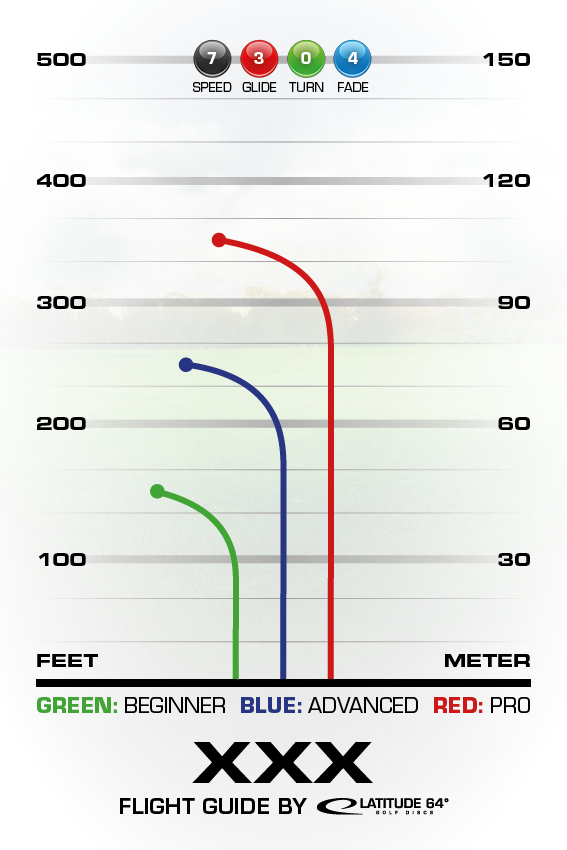 500 7 3 0 4 150
SPEED GLIDE TURN FADE
400 120
300 90
200 60
100 30
FEET METER
GREEN: BEGINNER BLUE: ADVANCED RED: PRO
XXX
FLIGHT GUIDE BY LATITUDE 64°
GOLF DISCS